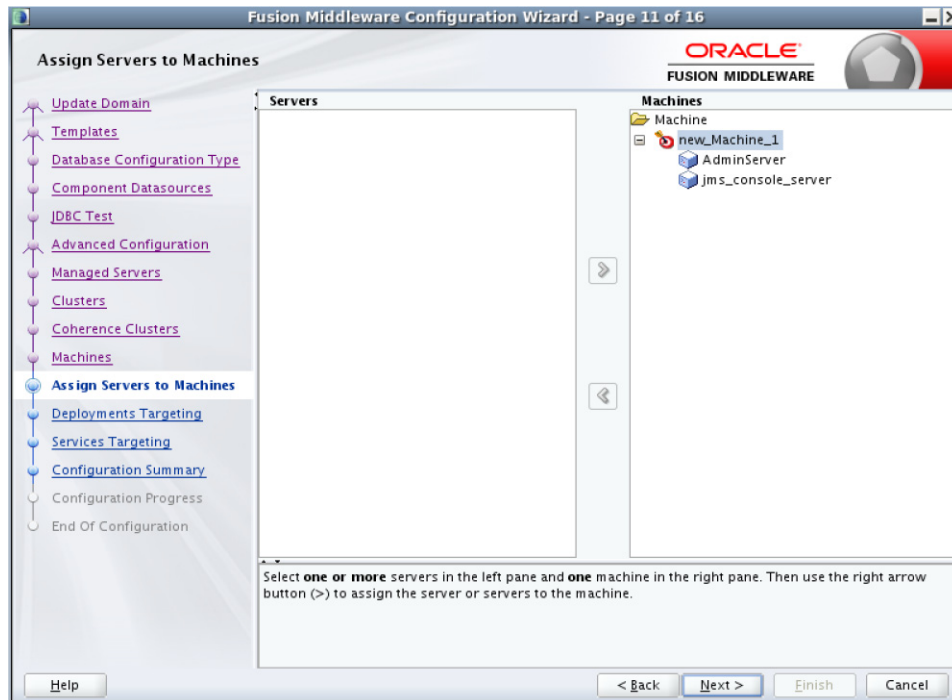 Fusion Middleware Configuration Wizard - Page 11 of 16
Assign Servers to Machines
ORACLE
FUSION MIDDLEWARE
Update Domain
Templates
Database Configuration Type
Component Datasources
JDBC Test
Advanced Configuration
Managed Servers
Clusters
Coherence Clusters
Machines
Assign Servers to Machines
Deployments Targeting
Services Targeting
Configuration Summary
Configuration Progress
End Of Configuration
Servers
Machines
Machine
new_Machine_1
AdminServer
jms_console_server
Select one or more servers in the left pane and one machine in the right pane. Then use the right arrow
button (>) to assign the server or servers to the machine.
Help
< Back
Next >
Finish
Cancel